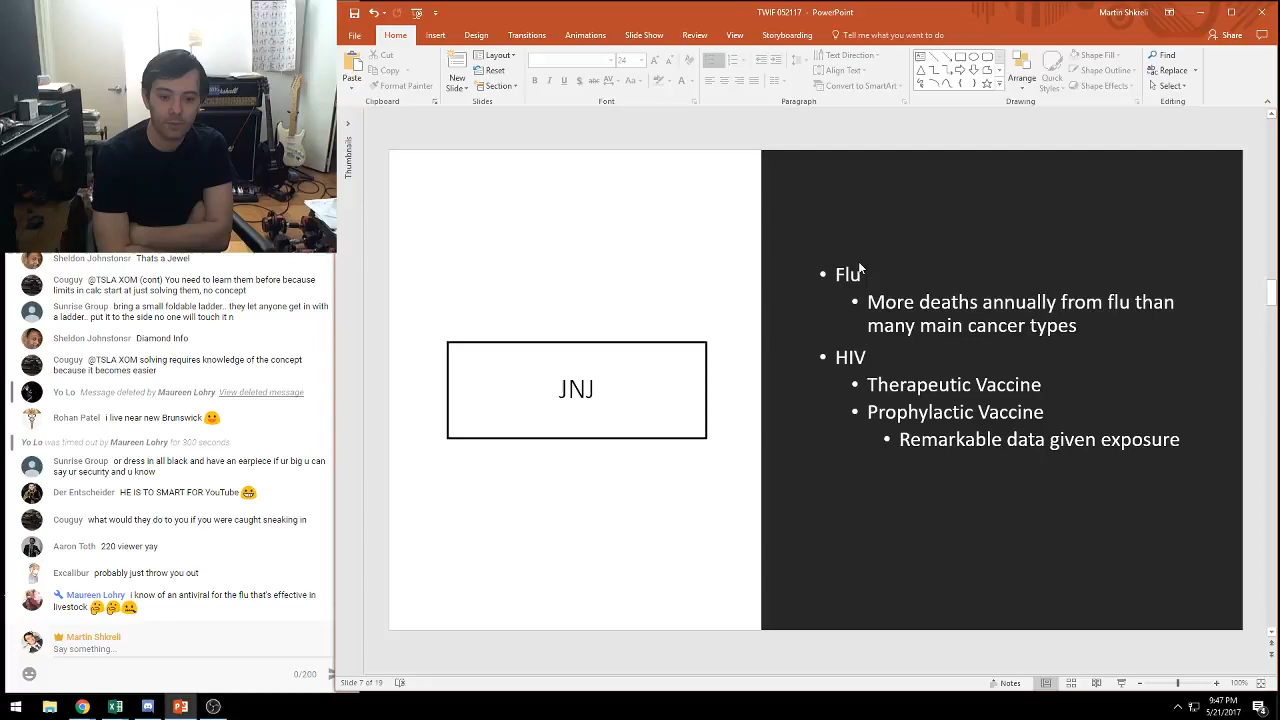 TWIF 052117 - PowerPoint
Martin Shkreli
File Home Insert Design Transitions Animations Slide Show Review View Storyboarding Tell me what you want to do Share
Paste
Cut
Copy
Format Painter
Clipboard
New
Slide
Layout
Reset
Section
Slides
24
Font
Text Direction
Align Text
Convert to SmartArt
Paragraph
Arrange
Quick
Styles
Shape Fill
Shape Outline
Shape Effects
Drawing
Find
Replace
Select
Editing
Thumbnails
JNJ
• Flu
• More deaths annually from flu than
many main cancer types
• HIV
• Therapeutic Vaccine
• Prophylactic Vaccine
• Remarkable data given exposure
Sheldon Johnstonsr Thats a Jewel
Couguy @TSLA XOM (cont) You need to learn them before because
limits in calc start at just solving them, no concept
Sunrise Group bring a small foldable ladder.. they let anyone get in with
a ladder.. put it to the side no one will touch it n
Sheldon Johnstonsr Diamond Info
Couguy @TSLA XOM solving requires knowledge of the concept
because it becomes easier
Yo Lo Message deleted by Maureen Lohry. View deleted message
Rohan Patel i live near new Brunswick
Yo Lo was timed out by Maureen Lohry for 300 seconds.
Sunrise Group or dress in all black and have an earpiece if ur big u can
say ur security and u know
Der Entscheider HE IS TO SMART FOR YouTube
Couguy what would they do to you if you were caught sneaking in
Aaron Toth 220 viewer yay
Excalibur probably just throw you out
Maureen Lohry i know of an antiviral for the flu that's effective in
livestock
Martin Shkreli
Say something...
0/200
Slide 7 of 19
Notes
100%
9:47 PM
5/21/2017